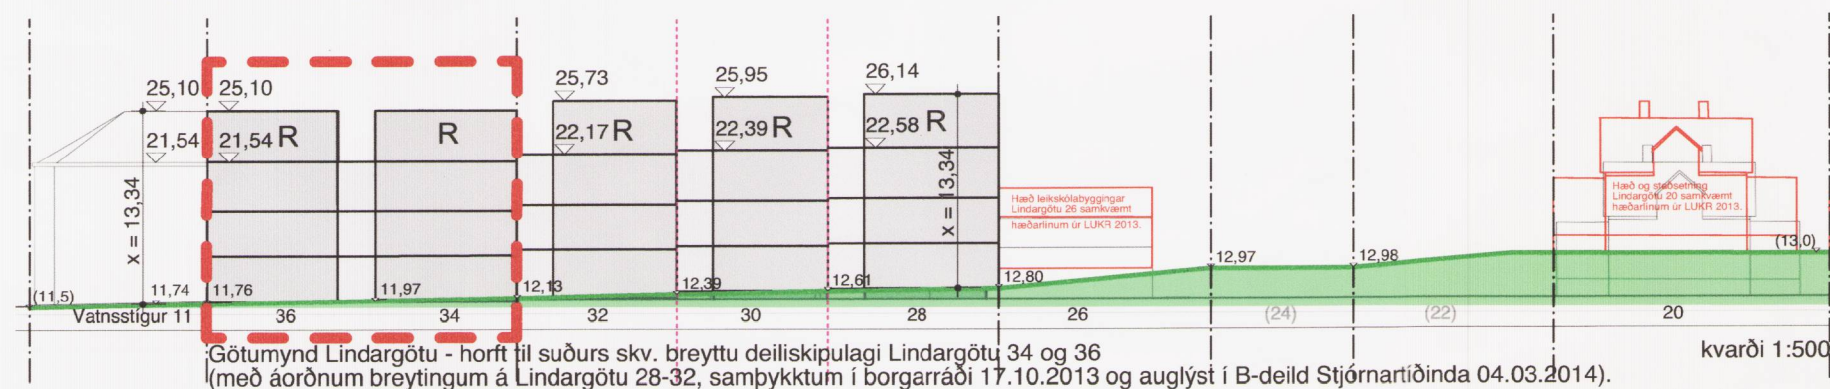 25,10 25,10 25,73 25,95 26,14
21,54 21,54 R R 22,17 R 22,39 R 22,58 R
x = 13,34 x = 13,34
Hæð leikskólabyggingar
Lindargötu 26 samkvæmt
hæðarlínum úr LUKR 2013.
Hæð og staðsetning
Lindargötu 20 samkvæmt
hæðarlínum úr LUKR 2013.
(11,5) 11,74 11,76 11,97 12,13 12,39 12,61 12,80 12,97 12,98 (13,0)
Vatnsstígur 11 36 34 32 30 28 26 (24) (22) 20
Götumynd Lindargötu - horft til suðurs skv. breyttu deiliskipulagi Lindargötu 34 og 36
kvarði 1:500
(með áorðnum breytingum á Lindargötu 28-32, samþykktum í borgarráði 17.10.2013 og auglýst í B-deild Stjórnartíðinda 04.03.2014).